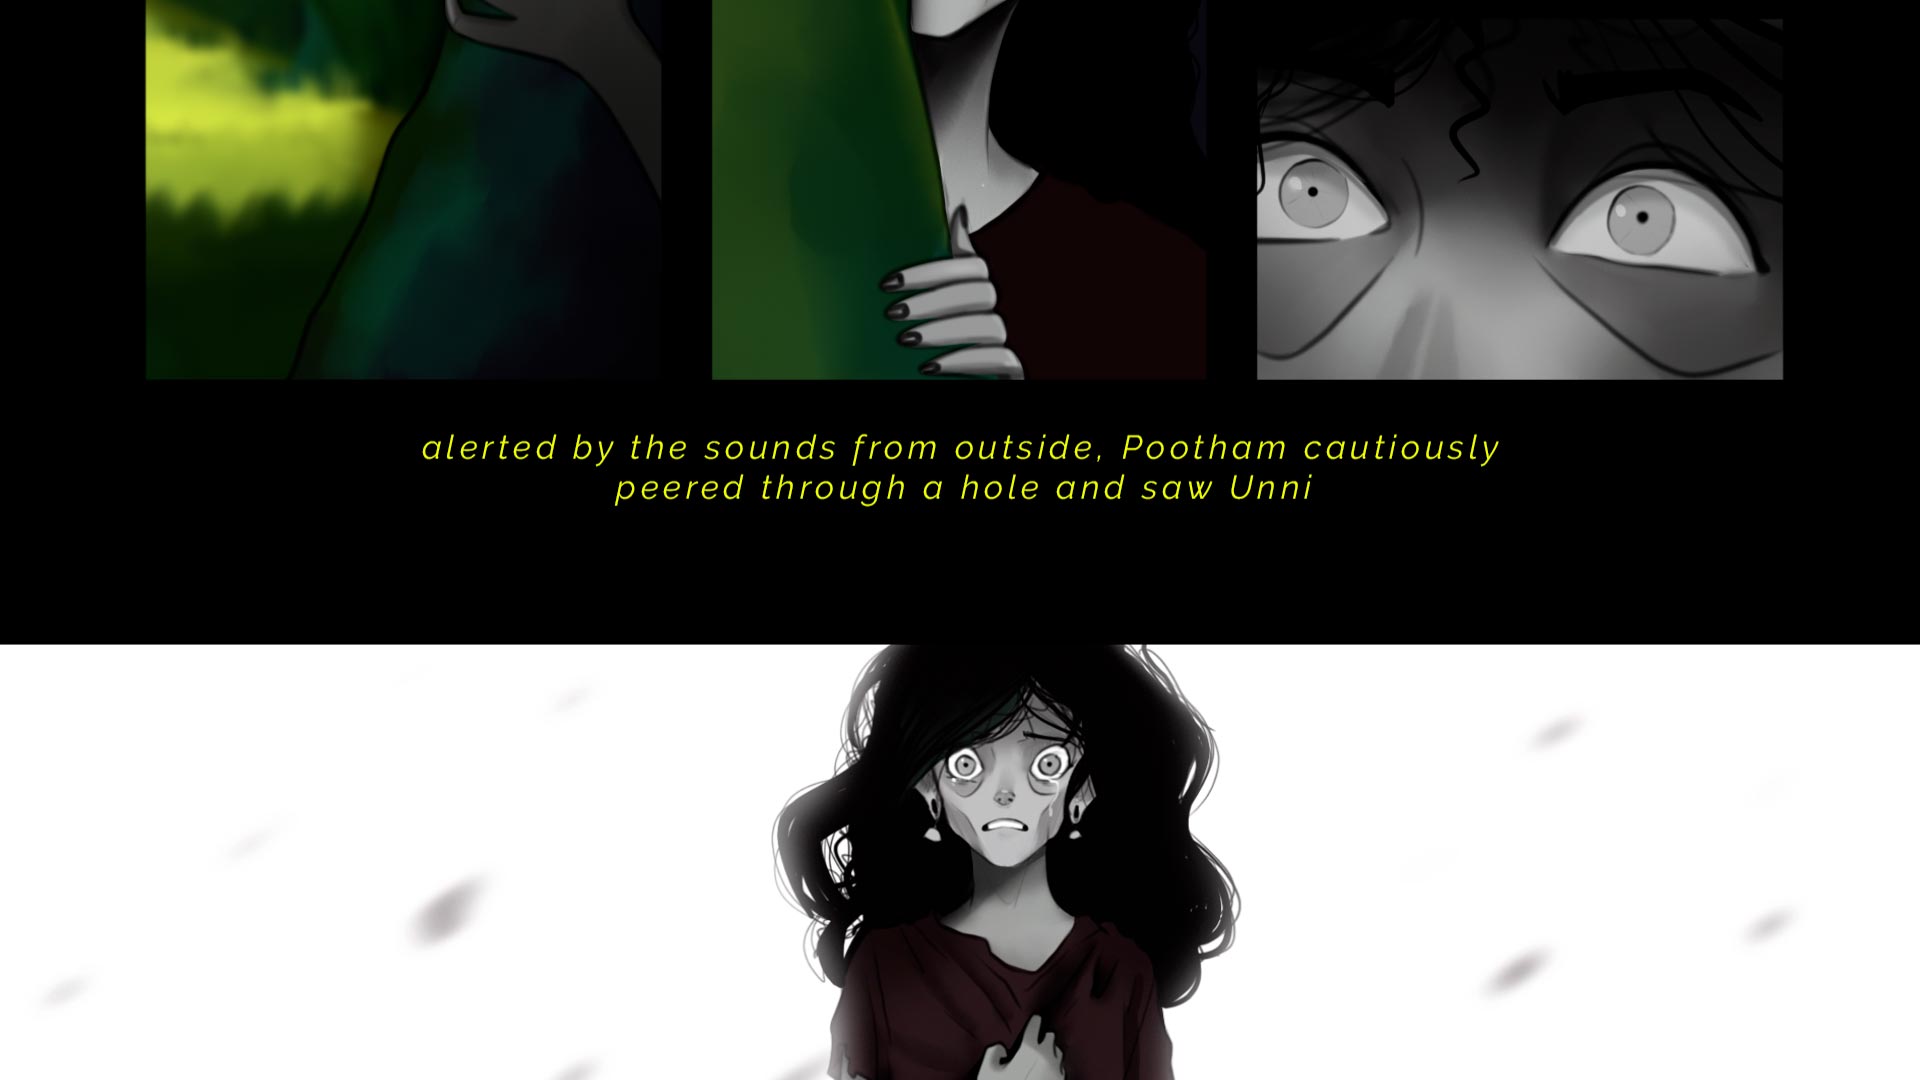 alerted by the sounds from outside, Pootham cautiously
peered through a hole and saw Unni